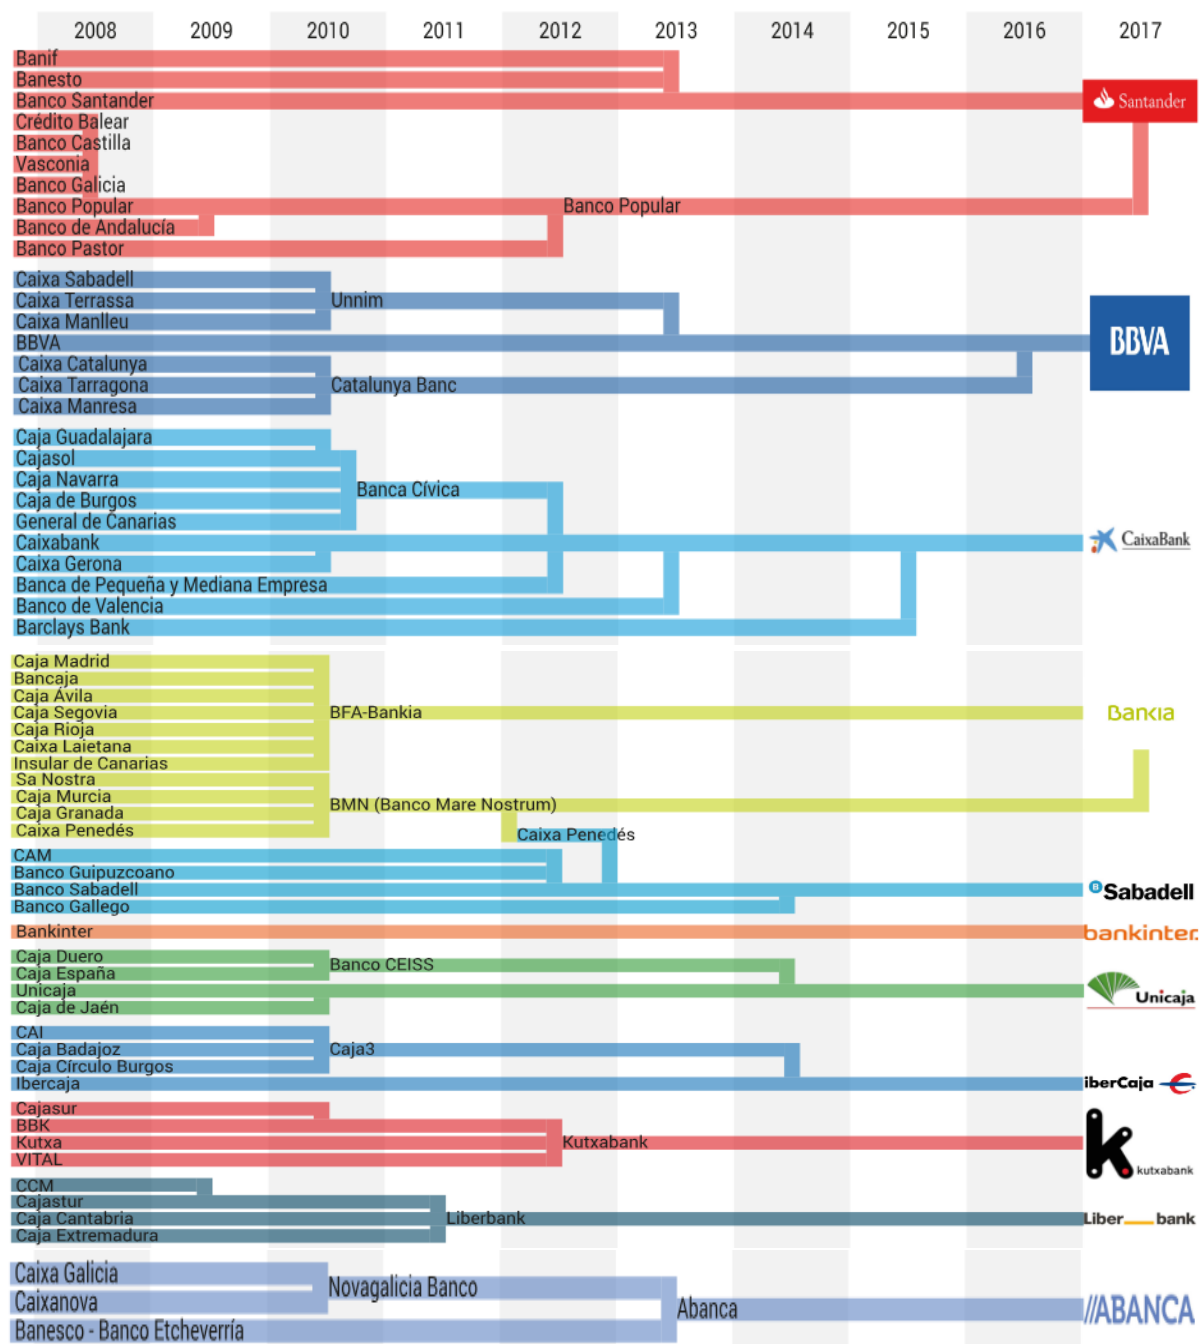 2008 2009 2010 2011 2012 2013 2014 2015 2016 2017
Banif
Banesto
Banco Santander
Santander
Crédito Balear
Banco Castilla
Vasconia
Banco Galicia
Banco Popular Banco Popular
Banco de Andalucía
Banco Pastor
Caixa Sabadell
Caixa Terrassa Unnim
Caixa Manlleu
BBVA BBVA
Caixa Catalunya
Caixa Tarragona Catalunya Banc
Caixa Manresa
Caja Guadalajara
Cajasol
Caja Navarra
Banca Cívica
Caja de Burgos
General de Canarias
Caixabank CaixaBank
Caixa Gerona
Banca de Pequeña y Mediana Empresa
Banco de Valencia
Barclays Bank
Caja Madrid
Bancaja
Caja Ávila
Caja Segovia BFA-Bankia Bankia
Caja Rioja
Caixa Laietana
Insular de Canarias
Sa Nostra
Caja Murcia
BMN (Banco Mare Nostrum)
Caja Granada
Caixa Penedés
Caixa Penedés
CAM
Banco Guipuzcoano
Banco Sabadell B Sabadell
Banco Gallego
Bankinter bankinter.
Caja Duero
Banco CEISS
Caja España
Unicaja Unicaja
Caja de Jaén
CAI
Caja Badajoz Caja3
Caja Círculo Burgos
Ibercaja iberCaja
Cajasur
BBK
Kutxa Kutxabank k
VITAL
kutxabank
CCM
Cajastur
Caja Cantabria Liberbank Liber bank
Caja Extremadura
Caixa Galicia
Novagalicia Banco
Caixanova
Abanca //ABANCA
Banesco - Banco Etcheverría